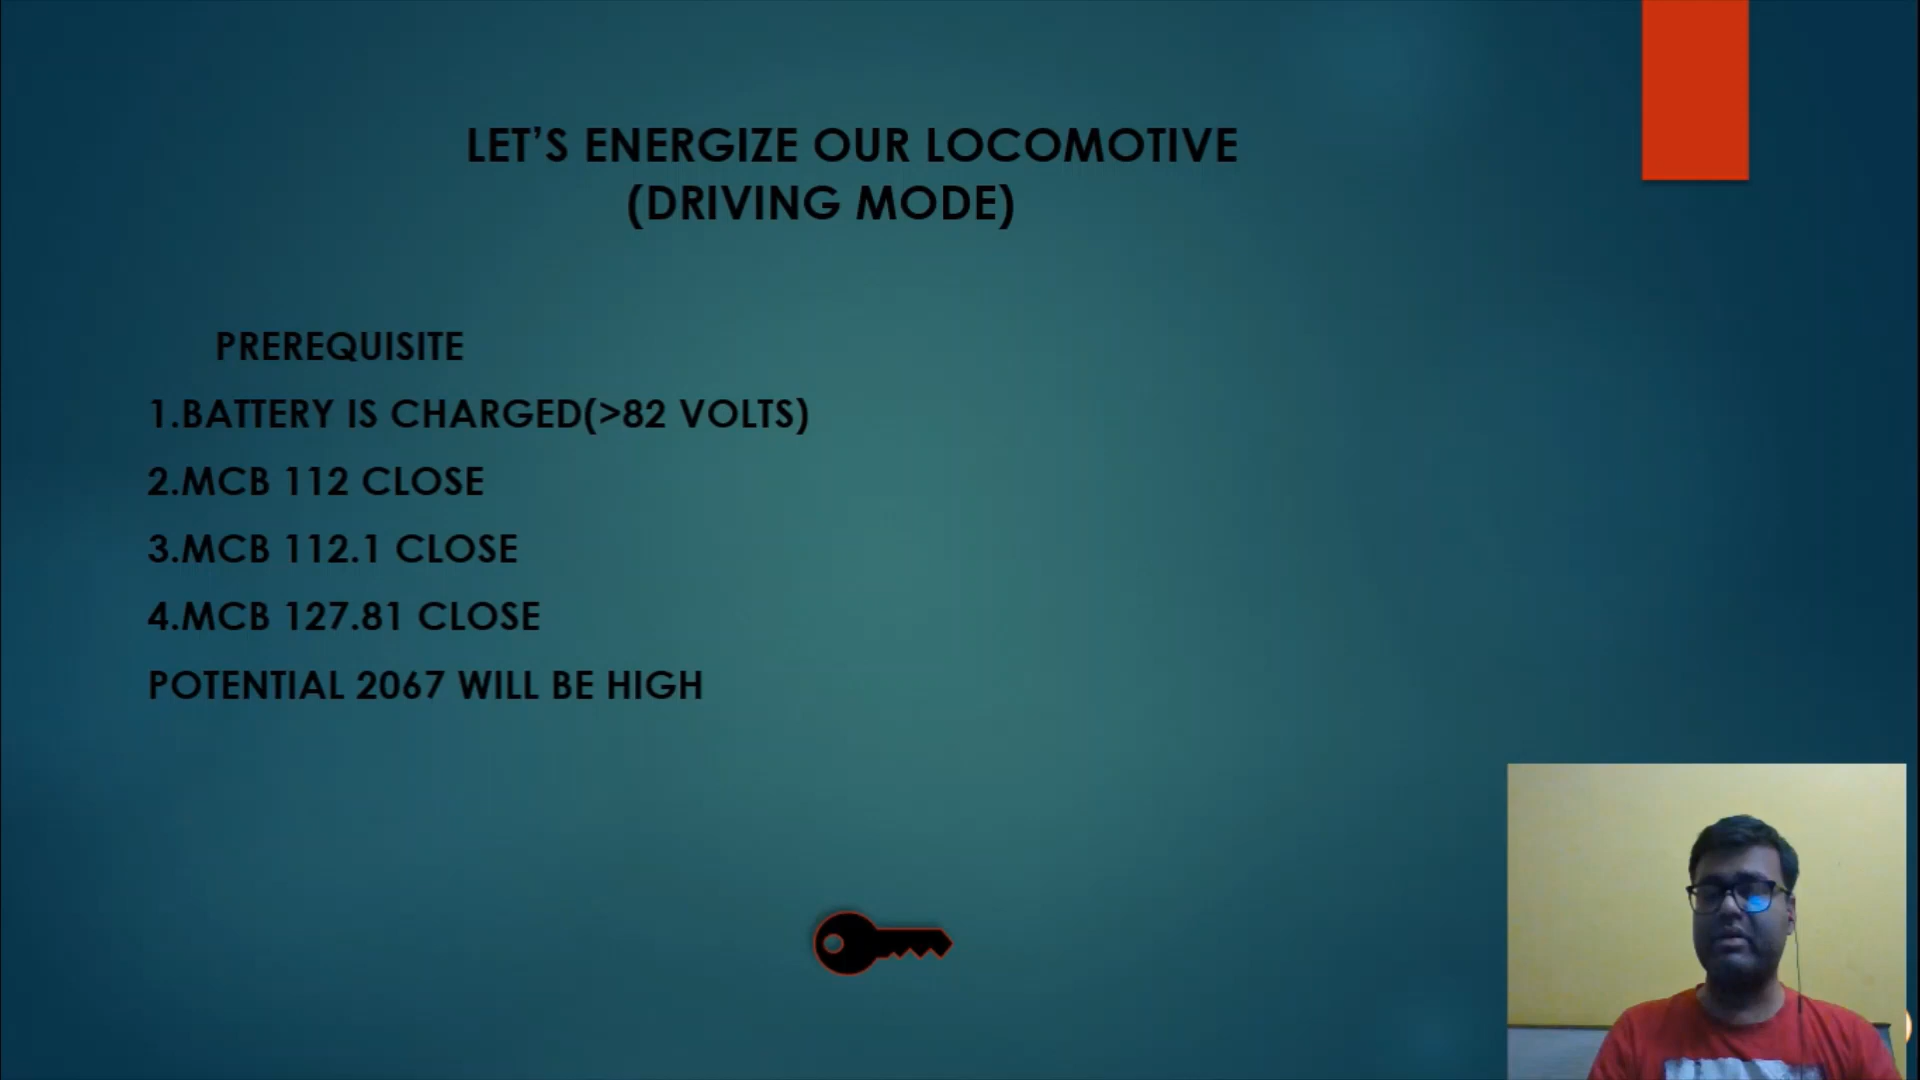 LET’S ENERGIZE OUR LOCOMOTIVE
(DRIVING MODE)
PREREQUISITE
1.BATTERY IS CHARGED(>82 VOLTS)
2.MCB 112 CLOSE
3.MCB 112.1 CLOSE
4.MCB 127.81 CLOSE
POTENTIAL 2067 WILL BE HIGH